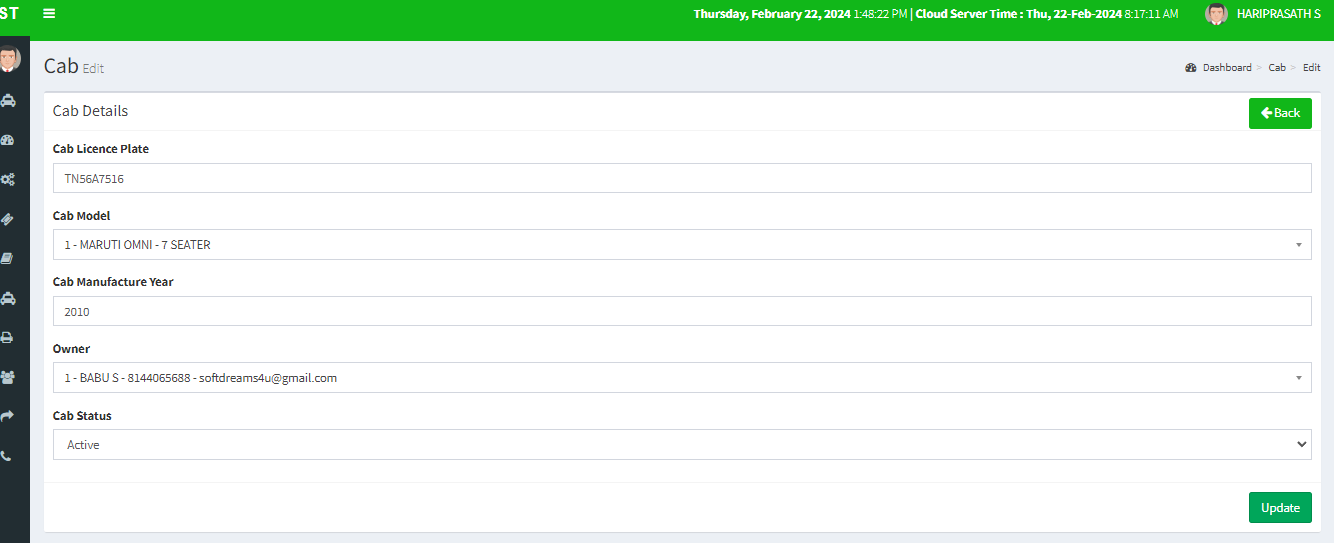 ST
Thursday, February 22, 2024 1:48:22 PM | Cloud Server Time : Thu, 22-Feb-2024 8:17:11 AM HARIPRASATH S
Cab Edit
Dashboard > Cab > Edit
Cab Details
Back
Cab Licence Plate
TN56A7516
Cab Model
1 - MARUTI OMNI - 7 SEATER
Cab Manufacture Year
2010
Owner
1 - BABU S - 8144065688 - softdreams4u@gmail.com
Cab Status
Active
Update